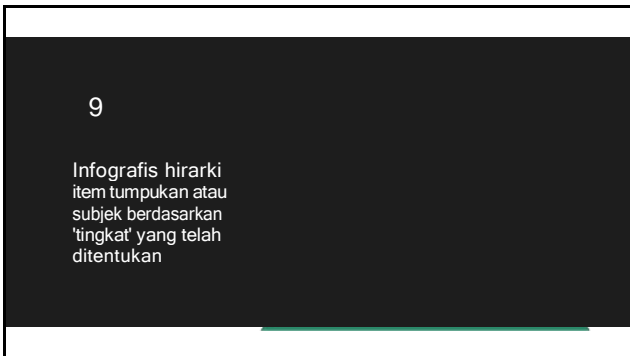 9
Infografis hirarki
item tumpukan atau
subjek berdasarkan
'tingkat' yang telah
ditentukan